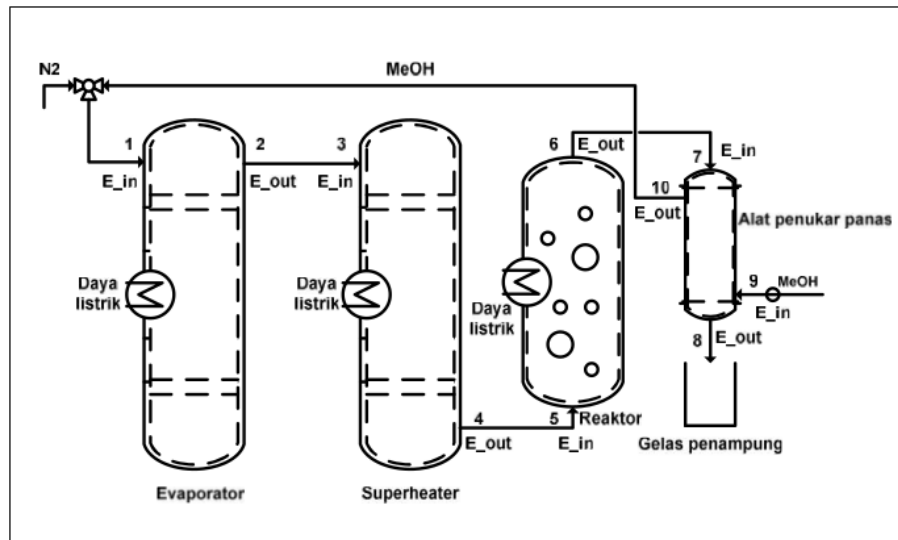 N2
MeOH
1
2
3
6
E_out
7
E_in
E_in
E_out
E_in
10
E_out
Alat penukar panas
Daya
listrik
Daya
listrik
Daya
listrik
9
MeOH
E_in
8
E_out
4
5
Reaktor
E_out
E_in
Gelas penampung
Evaporator
Superheater